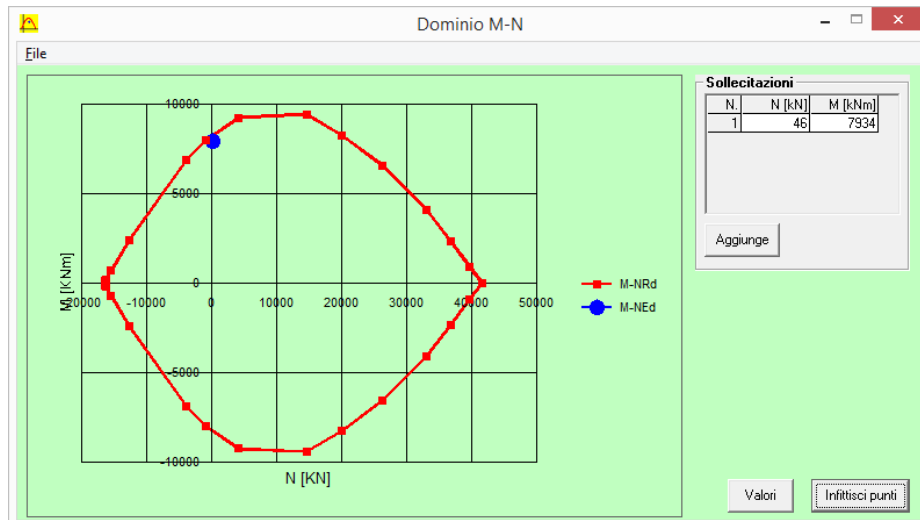 Dominio M-N
File
10000
5000
0
-20000 -10000 0 10000 20000 30000 40000 50000
-5000
-10000
M [KNm]
N [KN]
M-NRd
M-NEd
Sollecitazioni
N. N [kN] M [kNm]
1 46 7934
Aggiunge
Valori
Infittisci punti